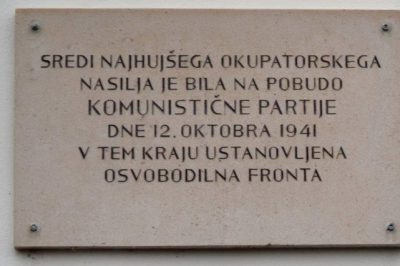 SREDI NAJHUJŠEGA OKUPATORSKEGA
NASILJA JE BILA NA POBUDO
KOMUNISTIČNE PARTIJE
DNE 12. OKTOBRA 1941
V TEM KRAJU USTANOVLJENA
OSVOBODILNA FRONTA